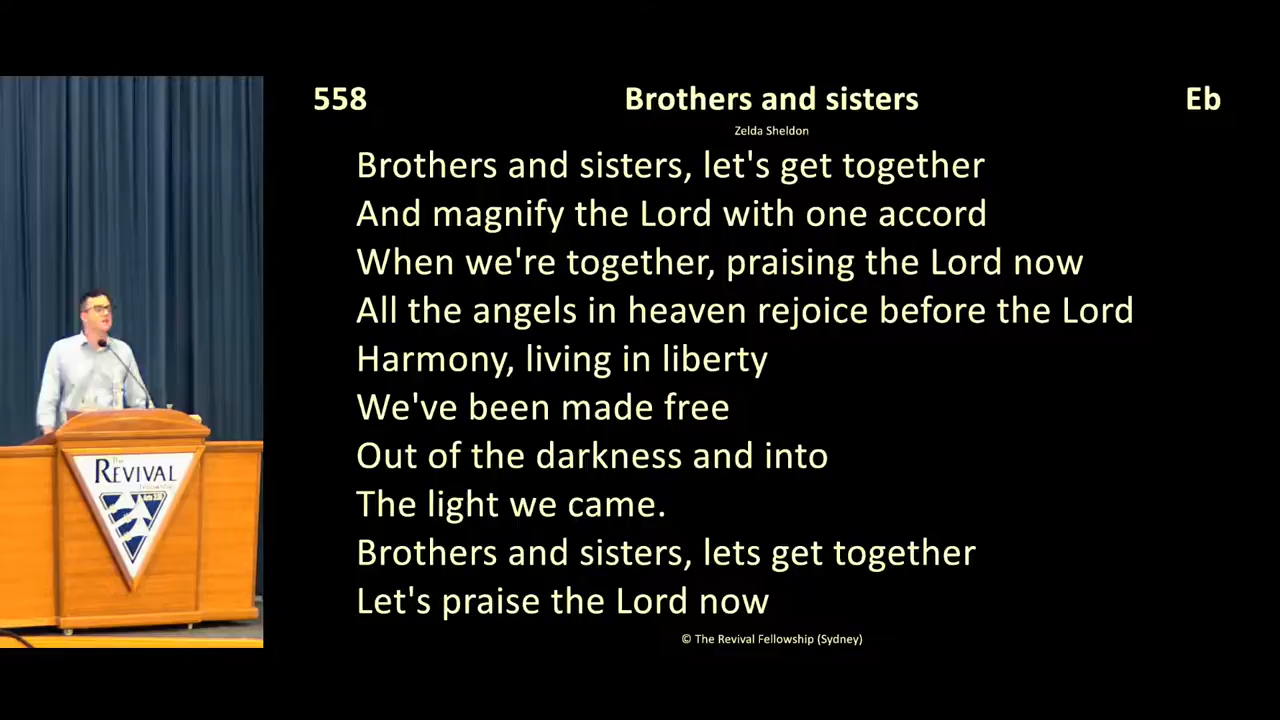 558 Brothers and sisters Eb
Zelda Sheldon
Brothers and sisters, let's get together
And magnify the Lord with one accord
When we're together, praising the Lord now
All the angels in heaven rejoice before the Lord
Harmony, living in liberty
We've been made free
Out of the darkness and into
The light we came.
Brothers and sisters, lets get together
Let's praise the Lord now
© The Revival Fellowship (Sydney)
The
REVIVAL
Fellowship